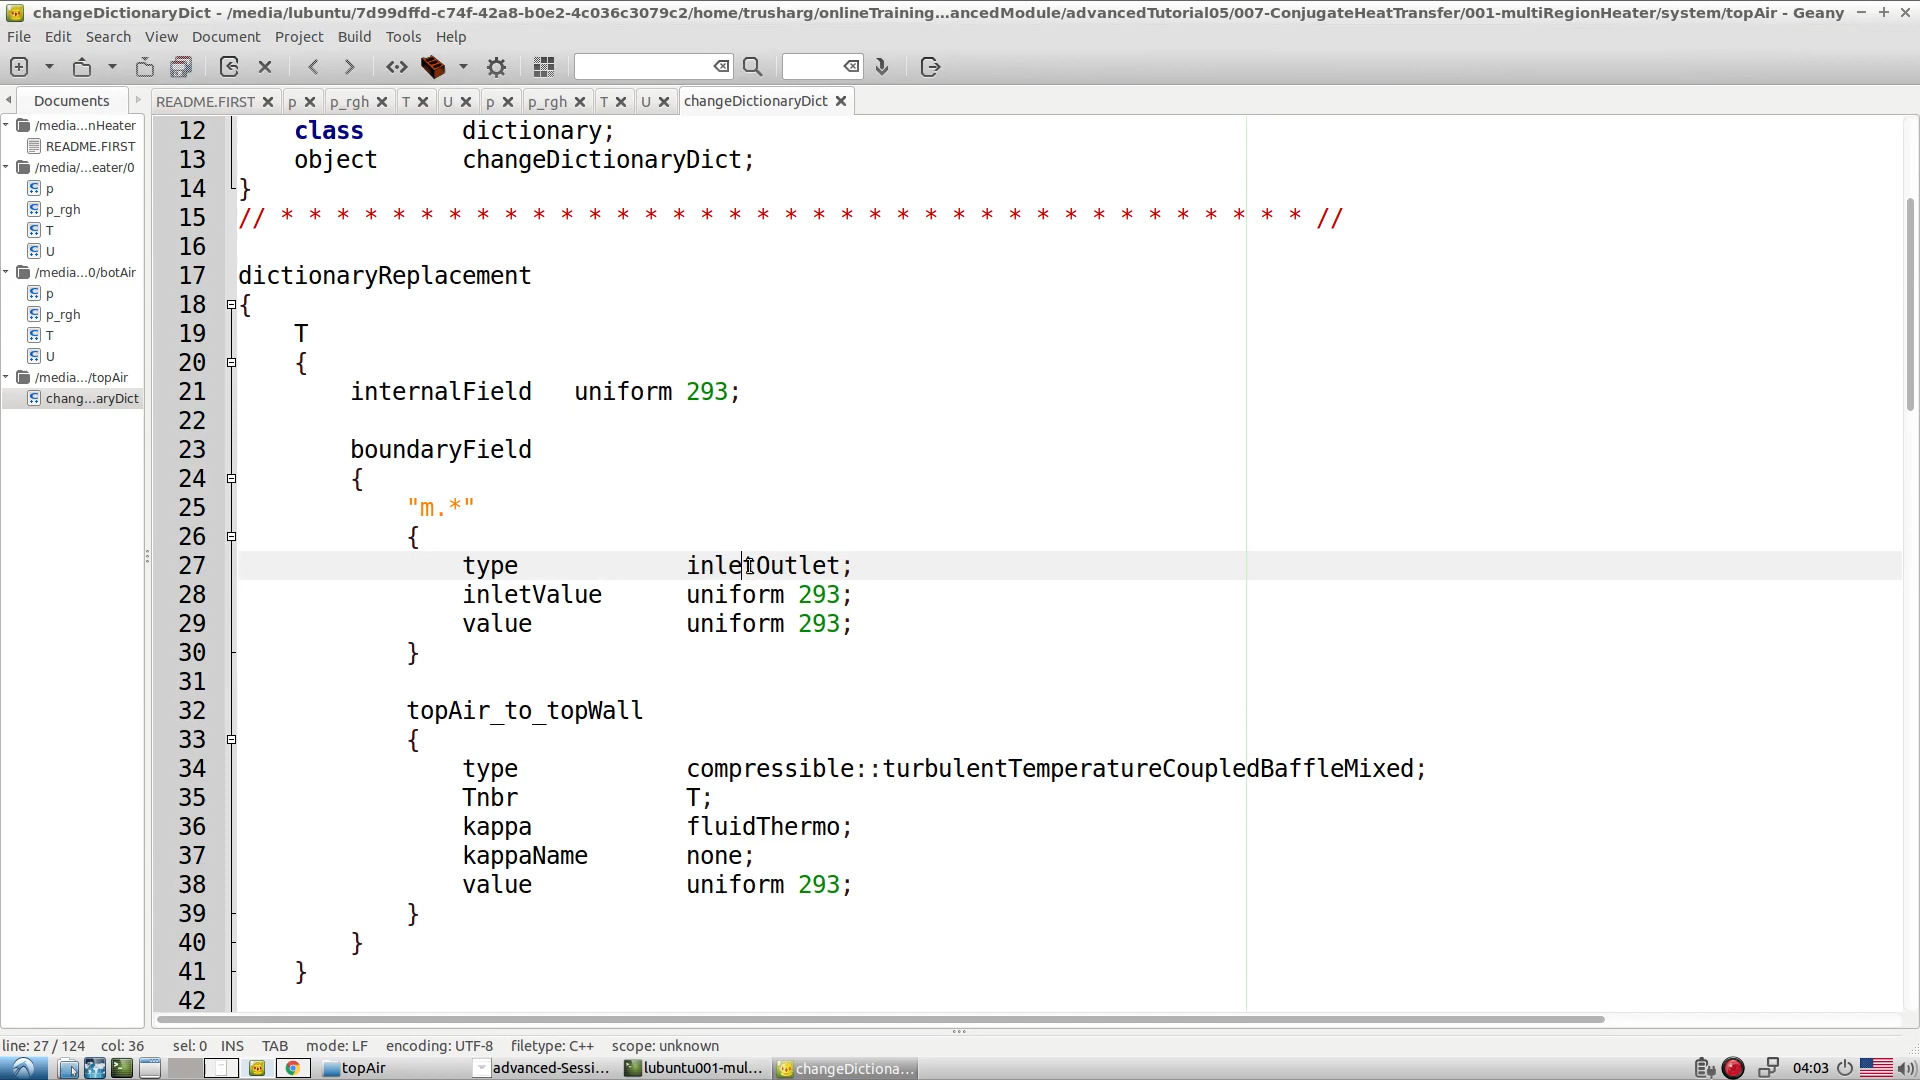 changeDictionaryDict - /media/lubuntu/7d99dffd-c74f-42a8-b0e2-4c036c3079c2/home/trusharg/onlineTraining...ancedModule/advancedTutorial05/007-ConjugateHeatTransfer/001-multiRegionHeater/system/topAir - Geany
File Edit Search View Document Project Build Tools Help
Documents
README.FIRST p p_rgh T U p p_rgh T U changeDictionaryDict
/media...nHeater
README.FIRST
/media/...eater/0
p
p_rgh
T
U
/media...0/botAir
p
p_rgh
T
U
/media.../topAir
chang...aryDict
12 class dictionary;
13 object changeDictionaryDict;
14 }
15 // * * * * * * * * * * * * * * * * * * * * * * * * * * * * * * * * * * * * * //
16
17 dictionaryReplacement
18 {
19 T
20 {
21 internalField uniform 293;
22
23 boundaryField
24 {
25 "m.*"
26 {
27 type inletOutlet;
28 inletValue uniform 293;
29 value uniform 293;
30 }
31
32 topAir_to_topWall
33 {
34 type compressible::turbulentTemperatureCoupledBaffleMixed;
35 Tnbr T;
36 kappa fluidThermo;
37 kappaName none;
38 value uniform 293;
39 }
40 }
41 }
42
line: 27 / 124 col: 36 sel: 0 INS TAB mode: LF encoding: UTF-8 filetype: C++ scope: unknown
topAir advanced-Sessi... lubuntu001-mul... changeDictiona... 04:03